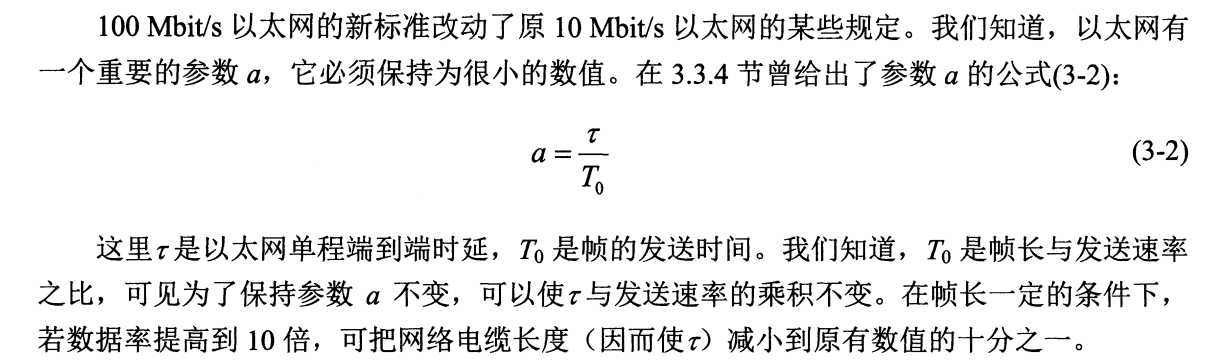 100 Mbit/s 以太网的新标准改动了原 10 Mbit/s 以太网的某些规定。我们知道，以太网有
一个重要的参数 a，它必须保持为很小的数值。在 3.3.4 节曾给出了参数 a 的公式(3-2)：
a = τ / T₀ (3-2)
这里 τ 是以太网单程端到端时延，T₀ 是帧的发送时间。我们知道，T₀ 是帧长与发送速率
之比，可见为了保持参数 a 不变，可以使 τ 与发送速率的乘积不变。在帧长一定的条件下，
若数据率提高到 10 倍，可把网络电缆长度（因而使 τ）减小到原有数值的十分之一。